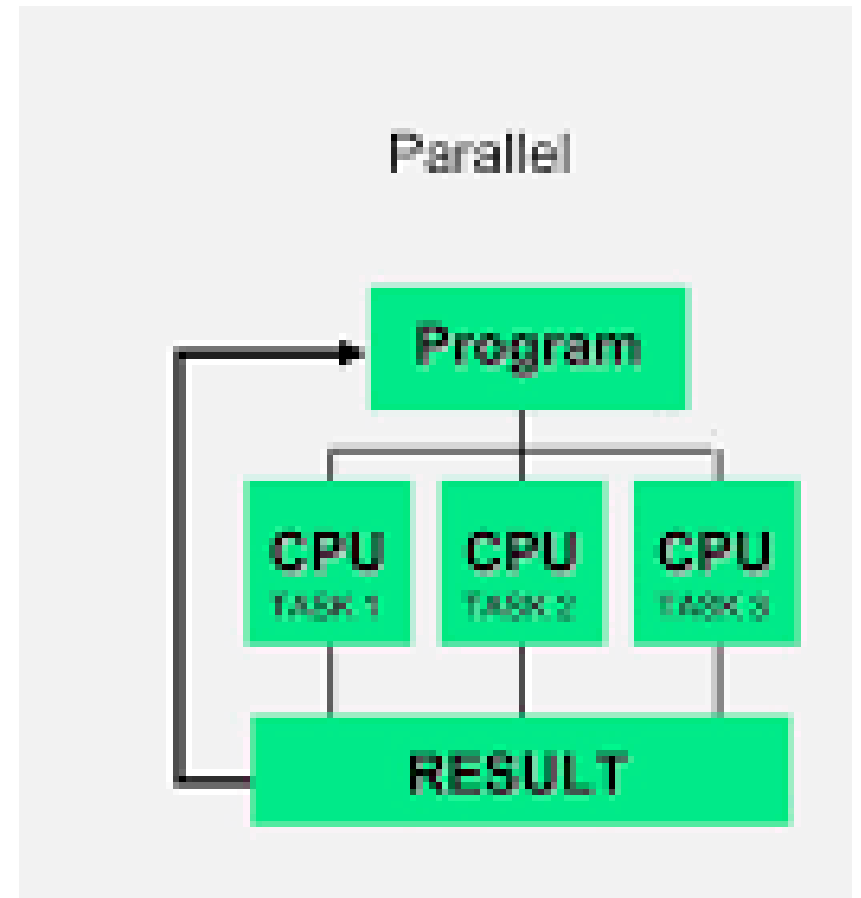 Parallel
Program
CPU CPU CPU
TASK 1 TASK 2 TASK 3
RESULT